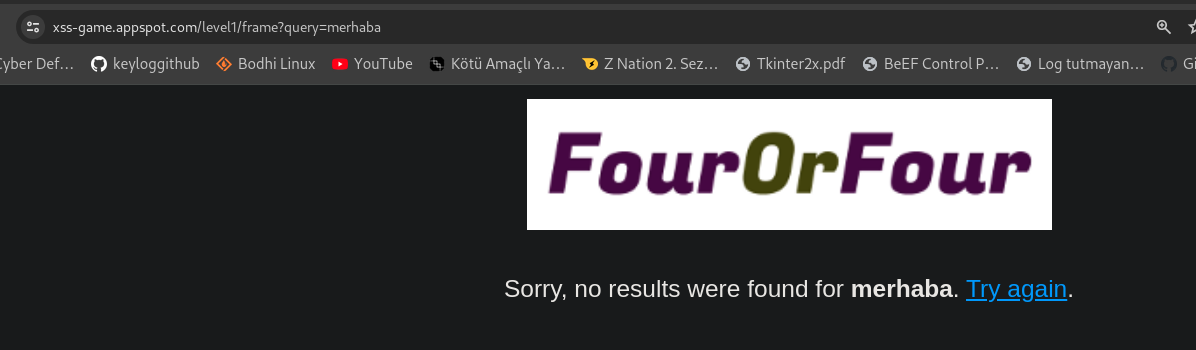 xss-game.appspot.com/level1/frame?query=merhaba
Cyber Def… keyloggithub Bodhi Linux YouTube Kötü Amaçlı Ya… Z Nation 2. Sez… Tkinter2x.pdf BeEF Control P… Log tutmayan… Gi
FourOrFour
Sorry, no results were found for merhaba. Try again.